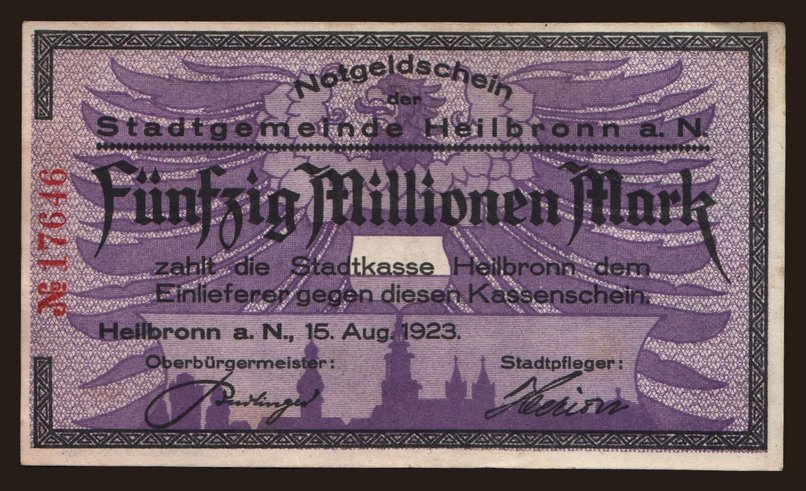 Notgeldschein
der
Stadtgemeinde Heilbronn a. N.
Fünfzig Millionen Mark
zahlt die Stadtkasse Heilbronn dem
Einlieferer gegen diesen Kassenschein.
Heilbronn a. N., 15. Aug. 1923.
Oberbürgermeister: Stadtpfleger:
№ 17646